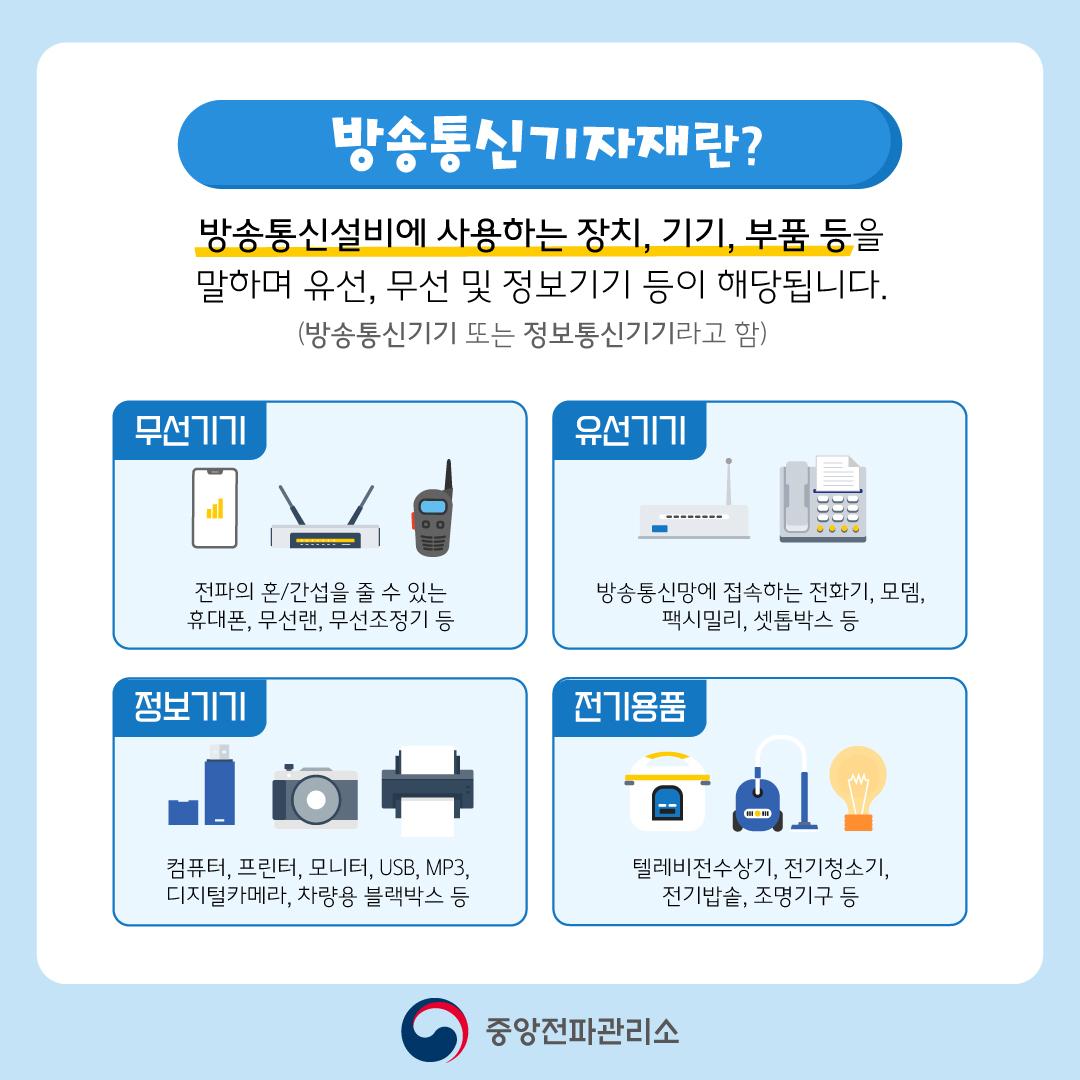 방송통신기자재란?
방송통신설비에 사용하는 장치, 기기, 부품 등을
말하며 유선, 무선 및 정보기기 등이 해당됩니다.
(방송통신기기 또는 정보통신기기라고 함)
무선기기
전파의 혼/간섭을 줄 수 있는
휴대폰, 무선랜, 무선조정기 등
유선기기
방송통신망에 접속하는 전화기, 모뎀,
팩시밀리, 셋톱박스 등
정보기기
컴퓨터, 프린터, 모니터, USB, MP3,
디지털카메라, 차량용 블랙박스 등
전기용품
텔레비전수상기, 전기청소기,
전기밥솥, 조명기구 등
중앙전파관리소